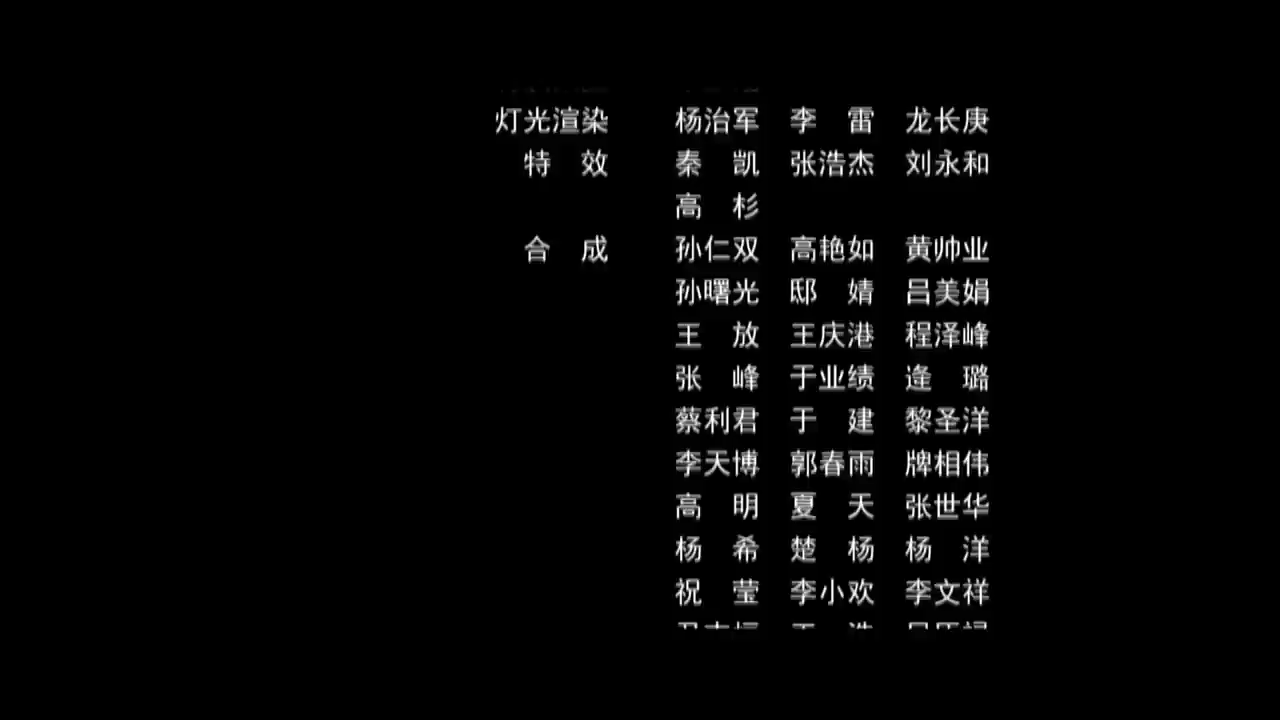 灯光渲染 杨治军 李 雷 龙长庚
特 效 秦 凯 张浩杰 刘永和
高 杉
合 成 孙仁双 高艳如 黄帅业
孙曙光 邸 婧 吕美娟
王 放 王庆港 程泽峰
张 峰 于业绩 逄 璐
蔡利君 于 建 黎圣洋
李天博 郭春雨 牌相伟
高 明 夏 天 张世华
杨 希 楚 杨 杨 洋
祝 莹 李小欢 李文祥